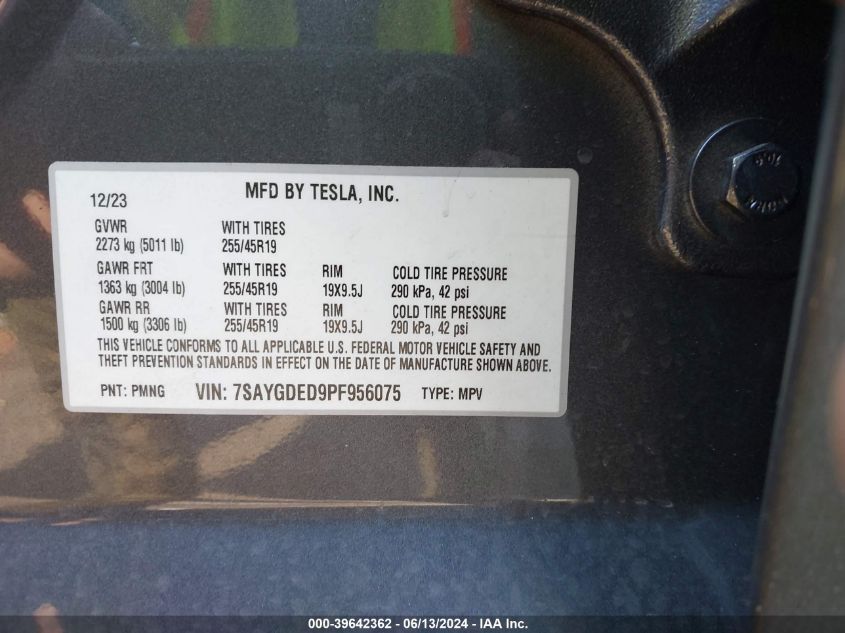 MFD BY TESLA, INC.
12/23
GVWR WITH TIRES
2273 kg (5011 lb) 255/45R19
GAWR FRT WITH TIRES RIM COLD TIRE PRESSURE
1363 kg (3004 lb) 255/45R19 19X9.5J 290 kPa, 42 psi
GAWR RR WITH TIRES RIM COLD TIRE PRESSURE
1500 kg (3306 lb) 255/45R19 19X9.5J 290 kPa, 42 psi
THIS VEHICLE CONFORMS TO ALL APPLICABLE U.S. FEDERAL MOTOR VEHICLE SAFETY AND
THEFT PREVENTION STANDARDS IN EFFECT ON THE DATE OF MANUFACTURE SHOWN ABOVE.
PNT: PMNG VIN: 7SAYGDED9PF956075 TYPE: MPV
10.9
000-39642362 - 06/13/2024 - IAA Inc.